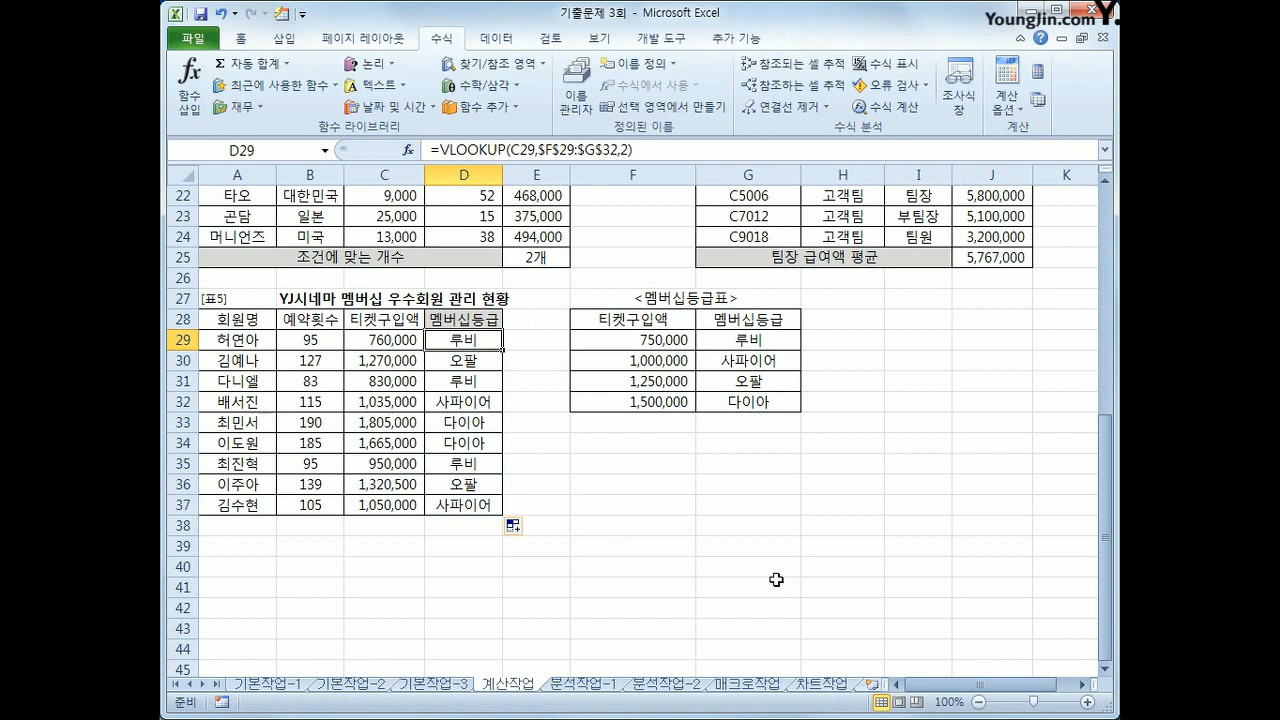 기출문제 3회 - Microsoft Excel
YoungJin.com Y.
파일 홈 삽입 페이지 레이아웃 수식 데이터 검토 보기 개발 도구 추가 기능
fx 함수 삽입
Σ 자동 합계 논리 찾기/참조 영역
최근에 사용한 함수 텍스트 수학/삼각
재무 날짜 및 시간 함수 추가
함수 라이브러리
이름 관리자
이름 정의
수식에서 사용
선택 영역에서 만들기
정의된 이름
참조되는 셀 추적 수식 표시
참조하는 셀 추적 오류 검사
연결선 제거 수식 계산
수식 분석
조사식 창
계산 옵션
계산
D29 fx =VLOOKUP(C29,$F$29:$G$32,2)
A B C D E F G H I J K
22 타오 대한민국 9,000 52 468,000 C5006 고객팀 팀장 5,800,000
23 곤담 일본 25,000 15 375,000 C7012 고객팀 부팀장 5,100,000
24 머니언즈 미국 13,000 38 494,000 C9018 고객팀 팀원 3,200,000
25 조건에 맞는 개수 2개 팀장 급여액 평균 5,767,000
26
27 [표5] YJ시네마 멤버십 우수회원 관리 현황 <멤버십등급표>
28 회원명 예약횟수 티켓구입액 멤버십등급 티켓구입액 멤버십등급
29 허연아 95 760,000 루비 750,000 루비
30 김예나 127 1,270,000 오팔 1,000,000 사파이어
31 다니엘 83 830,000 루비 1,250,000 오팔
32 배서진 115 1,035,000 사파이어 1,500,000 다이아
33 최민서 190 1,805,000 다이아
34 이도원 185 1,665,000 다이아
35 최진혁 95 950,000 루비
36 이주아 139 1,320,500 오팔
37 김수현 105 1,050,000 사파이어
38
39
40
41
42
43
44
45
기본작업-1 기본작업-2 기본작업-3 계산작업 분석작업-1 분석작업-2 매크로작업 차트작업
준비 100%